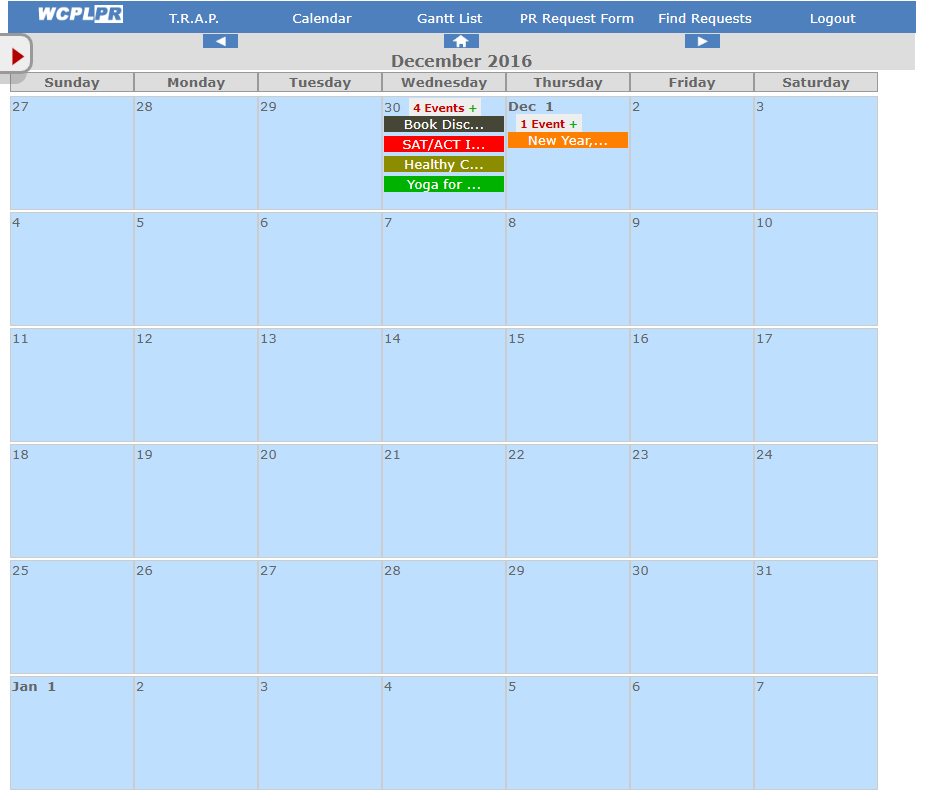 WCPLPR T.R.A.P. Calendar Gantt List PR Request Form Find Requests Logout
December 2016
Sunday Monday Tuesday Wednesday Thursday Friday Saturday
27 28 29 30 4 Events + Dec 1 2 3
1 Event +
Book Disc...
SAT/ACT I... New Year,...
Healthy C...
Yoga for ...
4 5 6 7 8 9 10
11 12 13 14 15 16 17
18 19 20 21 22 23 24
25 26 27 28 29 30 31
Jan 1 2 3 4 5 6 7